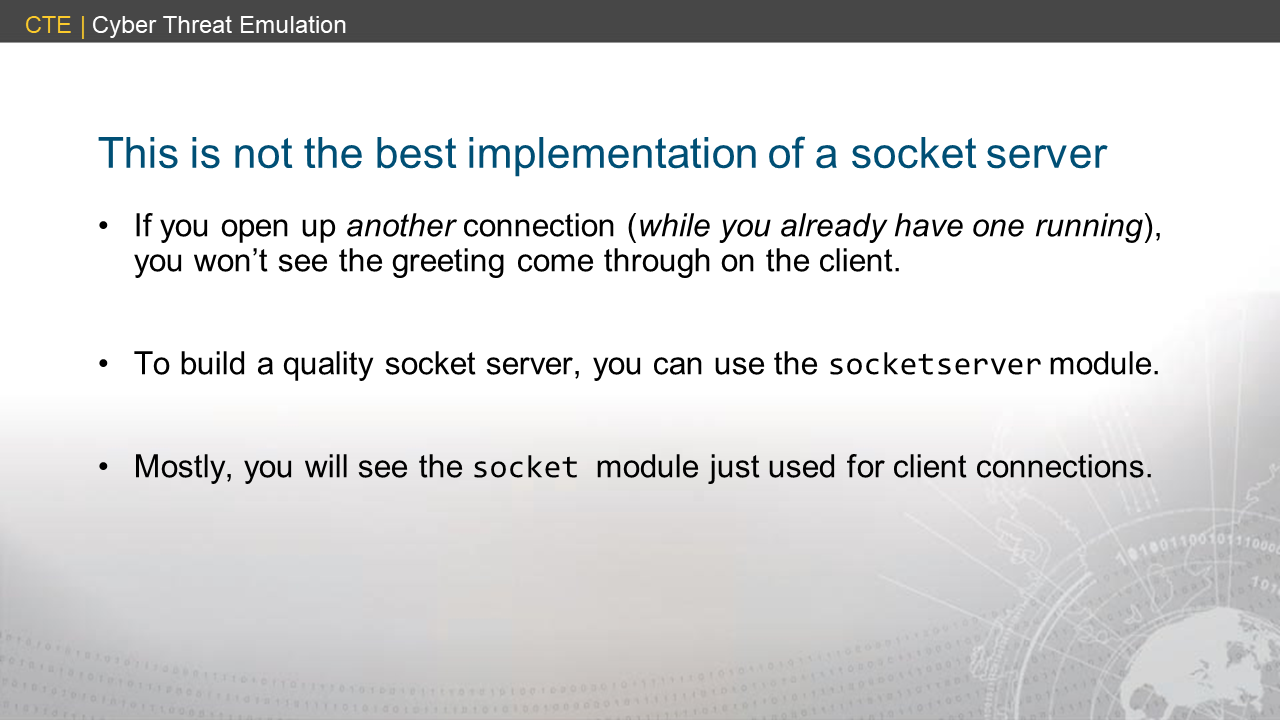 CTE | Cyber Threat Emulation
This is not the best implementation of a socket server
• If you open up another connection (while you already have one running),
you won’t see the greeting come through on the client.
• To build a quality socket server, you can use the socketserver module.
• Mostly, you will see the socket module just used for client connections.